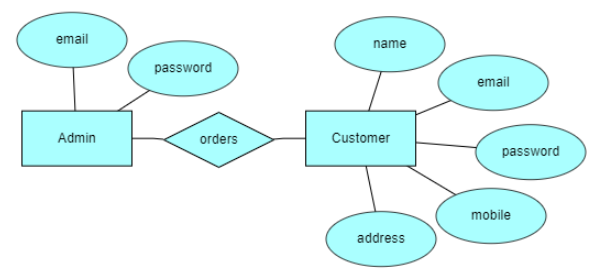 email
password
name
email
Admin
orders
Customer
password
mobile
address